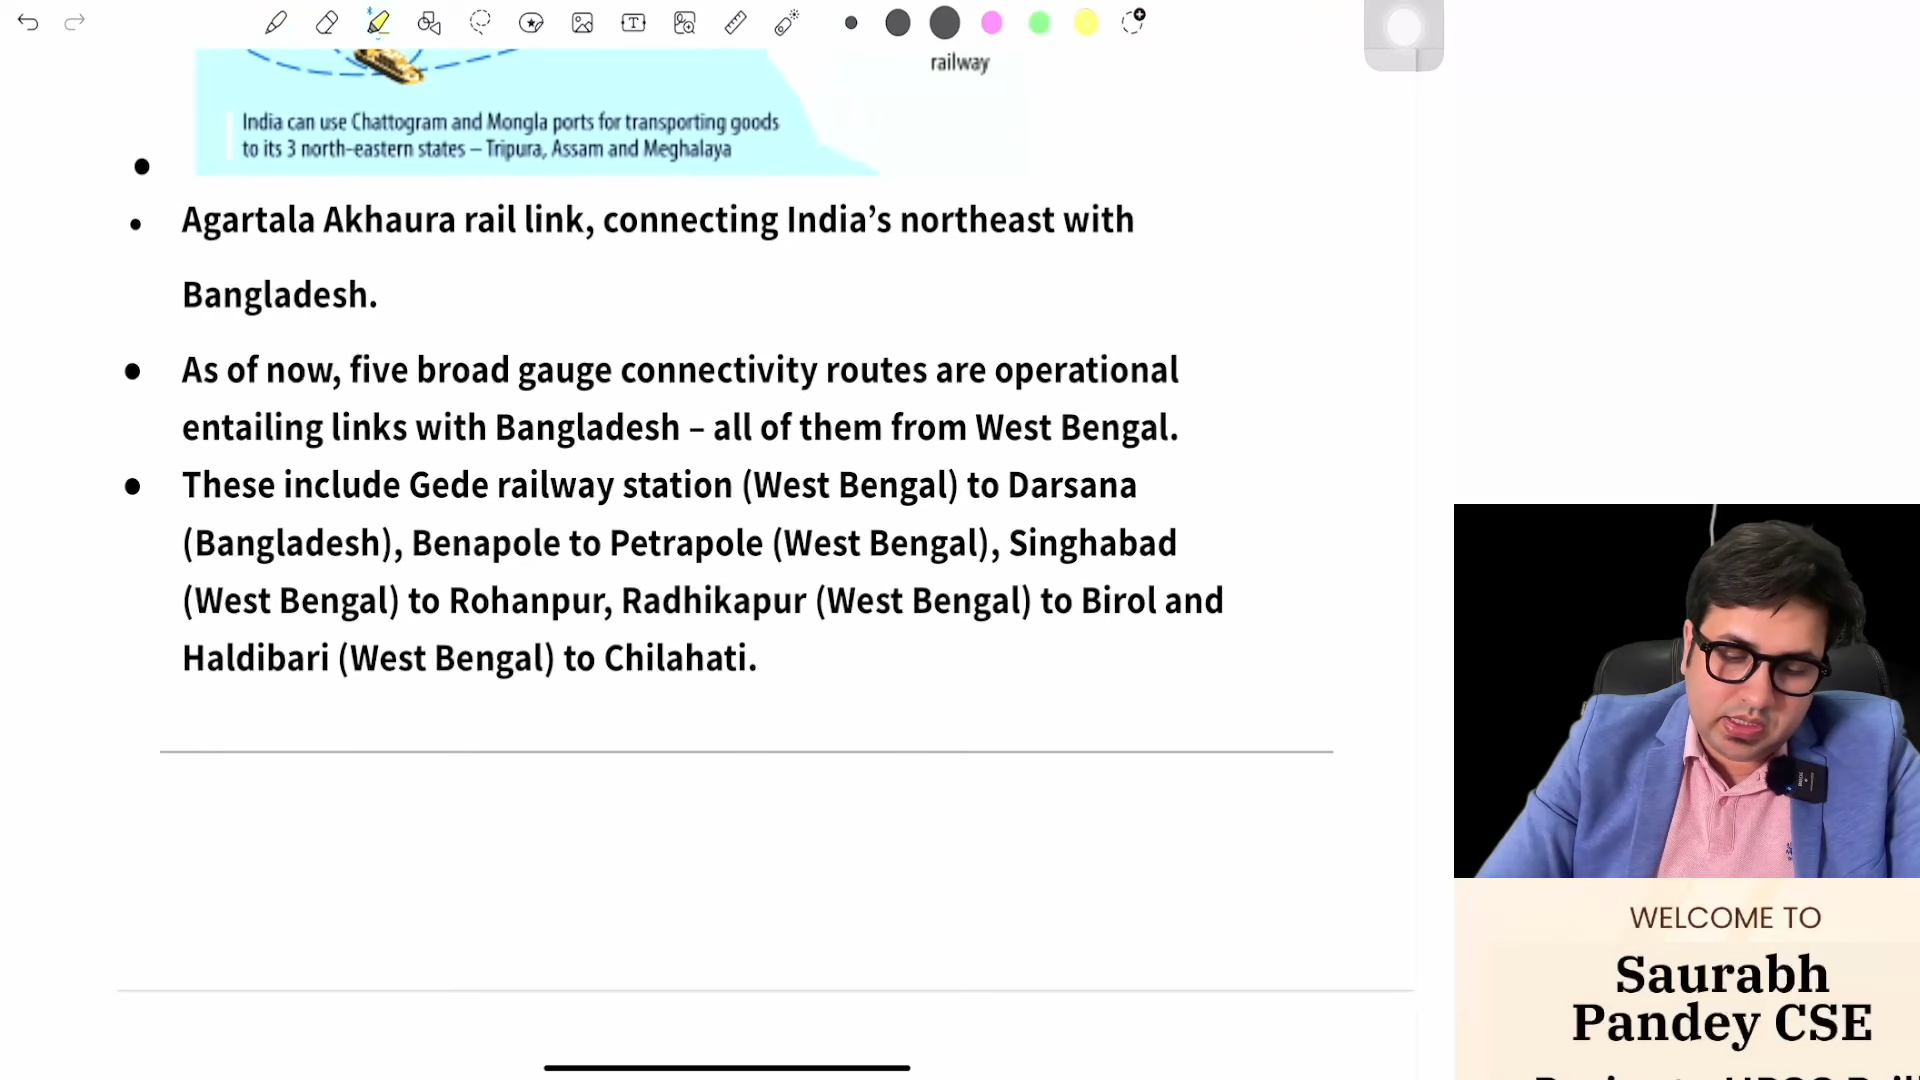 railway
India can use Chattogram and Mongla ports for transporting goods
to its 3 north-eastern states – Tripura, Assam and Meghalaya
• Agartala Akhaura rail link, connecting India’s northeast with
Bangladesh.
• As of now, five broad gauge connectivity routes are operational
entailing links with Bangladesh – all of them from West Bengal.
• These include Gede railway station (West Bengal) to Darsana
(Bangladesh), Benapole to Petrapole (West Bengal), Singhabad
(West Bengal) to Rohanpur, Radhikapur (West Bengal) to Birol and
Haldibari (West Bengal) to Chilahati.
WELCOME TO
Saurabh
Pandey CSE